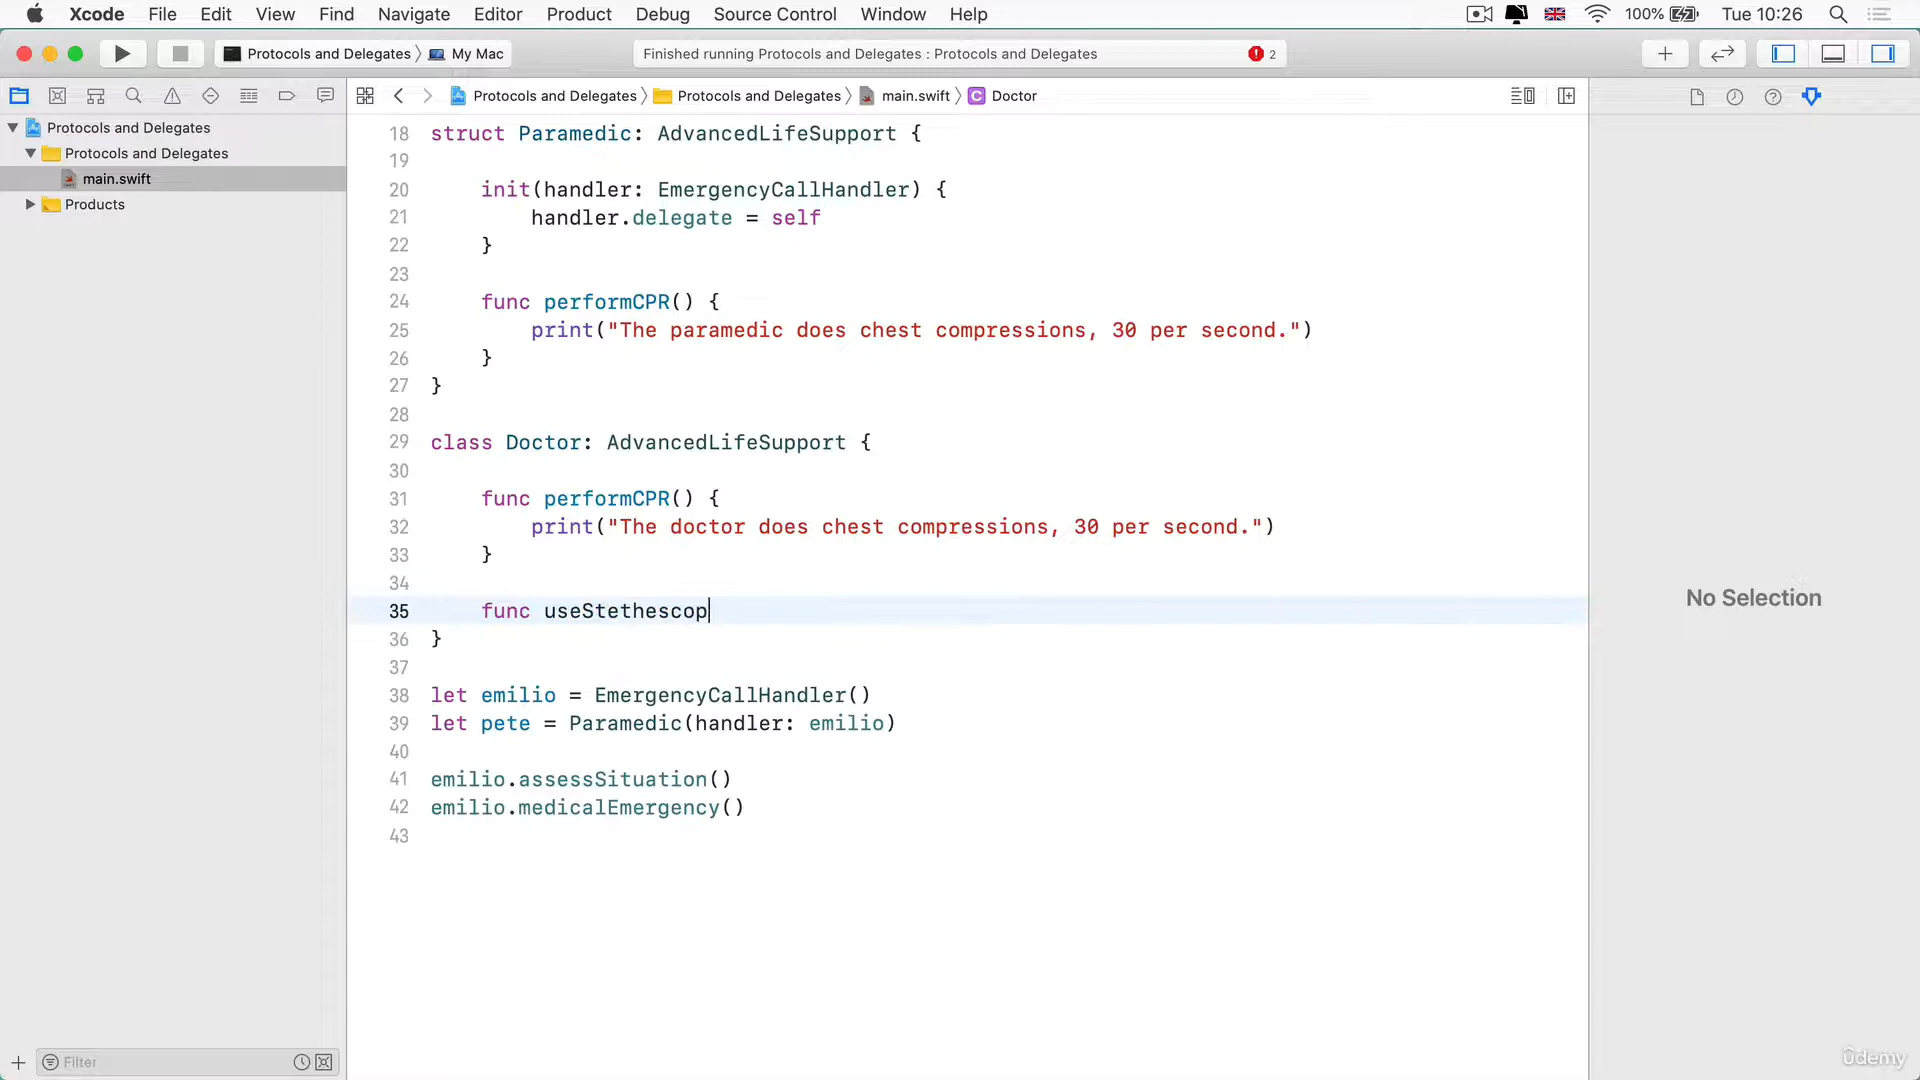 Xcode File Edit View Find Navigate Editor Product Debug Source Control Window Help 100% Tue 10:26
Protocols and Delegates My Mac Finished running Protocols and Delegates : Protocols and Delegates 2
Protocols and Delegates Protocols and Delegates main.swift C Doctor
Protocols and Delegates
Protocols and Delegates
main.swift
Products
18 struct Paramedic: AdvancedLifeSupport {
19
20 init(handler: EmergencyCallHandler) {
21 handler.delegate = self
22 }
23
24 func performCPR() {
25 print("The paramedic does chest compressions, 30 per second.")
26 }
27 }
28
29 class Doctor: AdvancedLifeSupport {
30
31 func performCPR() {
32 print("The doctor does chest compressions, 30 per second.")
33 }
34
35 func useStethescop
36 }
37
38 let emilio = EmergencyCallHandler()
39 let pete = Paramedic(handler: emilio)
40
41 emilio.assessSituation()
42 emilio.medicalEmergency()
43
No Selection
Filter
ûdemy